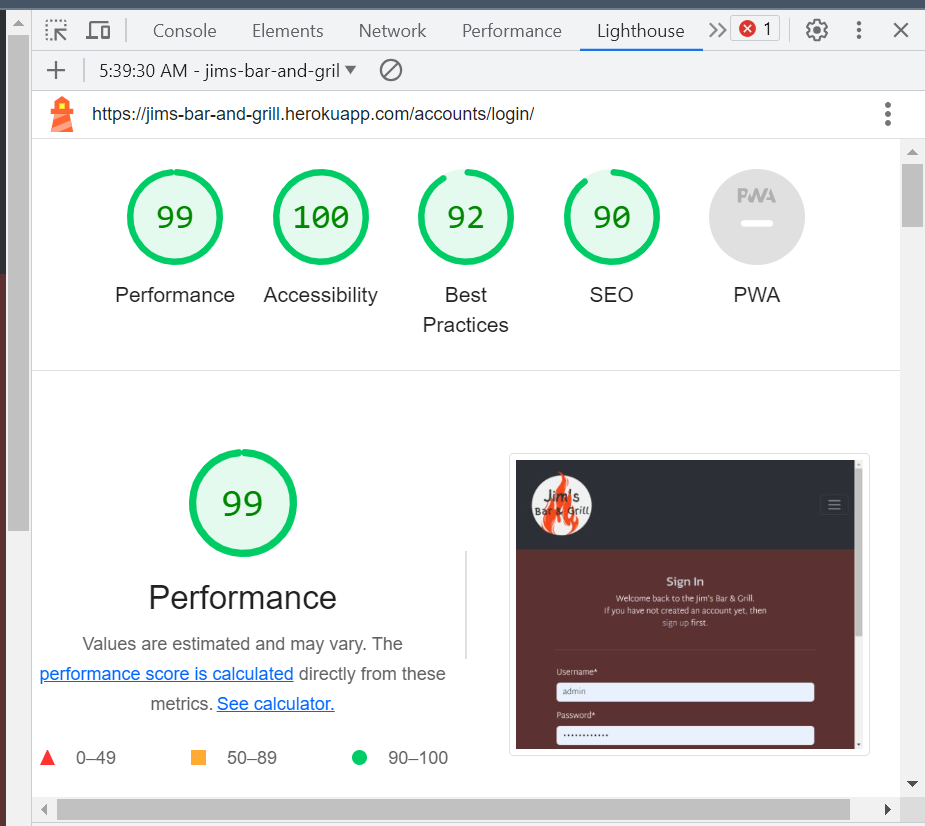 Console Elements Network Performance Lighthouse 1
5:39:30 AM - jims-bar-and-gril
https://jims-bar-and-grill.herokuapp.com/accounts/login/
99 100 92 90 PWA
Performance Accessibility Best Practices SEO PWA
99
Performance
Values are estimated and may vary. The
performance score is calculated directly from these
metrics. See calculator.
0–49 50–89 90–100
Jim's
Bar & Grill
Sign In
Welcome back to the Jim's Bar & Grill.
If you have not created an account yet, then
sign up first.
Username*
admin
Password*